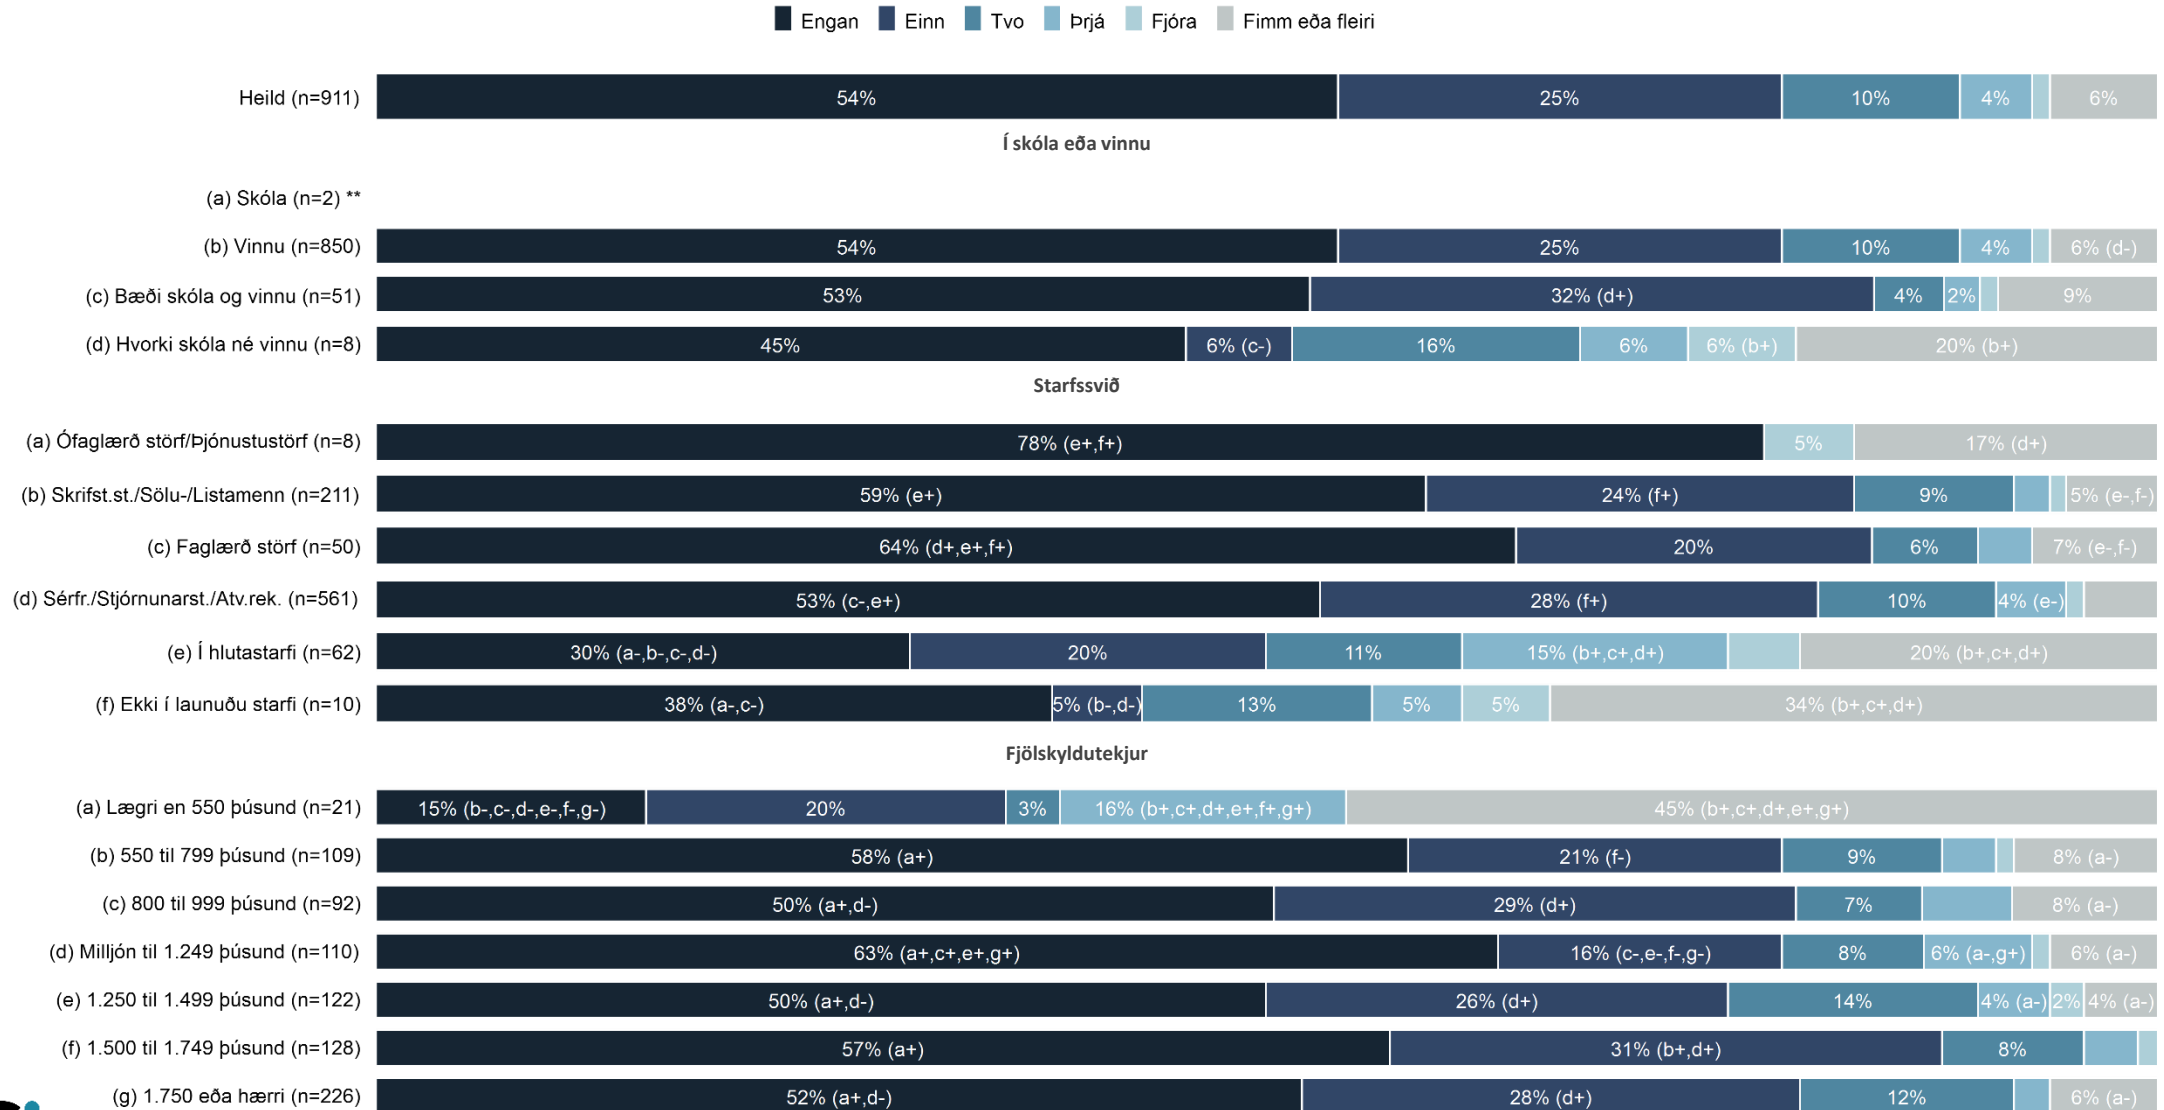 Engan Einn Tvo Þrjá Fjóra Fimm eða fleiri
Heild (n=911) 54% 25% 10% 4% 6%
Í skóla eða vinnu
(a) Skóla (n=2) **
(b) Vinnu (n=850) 54% 25% 10% 4% 6% (d-)
(c) Bæði skóla og vinnu (n=51) 53% 32% (d+) 4% 2% 9%
(d) Hvorki skóla né vinnu (n=8) 45% 6% (c-) 16% 6% 6% (b+) 20% (b+)
Starfssvið
(a) Ófaglærð störf/Þjónustustörf (n=8) 78% (e+,f+) 5% 17% (d+)
(b) Skrifst.st./Sölu-/Listamenn (n=211) 59% (e+) 24% (f+) 9% 5% (e-,f-)
(c) Faglærð störf (n=50) 64% (d+,e+,f+) 20% 6% 7% (e-,f-)
(d) Sérfr./Stjórnunarst./Atv.rek. (n=561) 53% (c-,e+) 28% (f+) 10% 4% (e-)
(e) Í hlutastarfi (n=62) 30% (a-,b-,c-,d-) 20% 11% 15% (b+,c+,d+) 20% (b+,c+,d+)
(f) Ekki í launuðu starfi (n=10) 38% (a-,c-) 5% (b-,d-) 13% 5% 5% 34% (b+,c+,d+)
Fjölskyldutekjur
(a) Lægri en 550 þúsund (n=21) 15% (b-,c-,d-,e-,f-,g-) 20% 3% 16% (b+,c+,d+,e+,f+,g+) 45% (b+,c+,d+,e+,g+)
(b) 550 til 799 þúsund (n=109) 58% (a+) 21% (f-) 9% 8% (a-)
(c) 800 til 999 þúsund (n=92) 50% (a+,d-) 29% (d+) 7% 8% (a-)
(d) Milljón til 1.249 þúsund (n=110) 63% (a+,c+,e+,g+) 16% (c-,e-,f-,g-) 8% 6% (a-,g+) 6% (a-)
(e) 1.250 til 1.499 þúsund (n=122) 50% (a+,d-) 26% (d+) 14% 4% (a-) 2% 4% (a-)
(f) 1.500 til 1.749 þúsund (n=128) 57% (a+) 31% (b+,d+) 8%
(g) 1.750 eða hærri (n=226) 52% (a+,d-) 28% (d+) 12% 6% (a-)